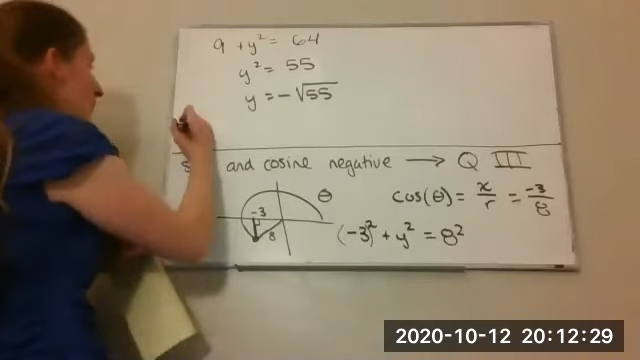 9 + y² = 64
y² = 55
y = -√55
and cosine negative → Q III
θ
-3
8
cos(θ) = x/r = -3/8
(-3)² + y² = 8²
2020-10-12 20:12:29